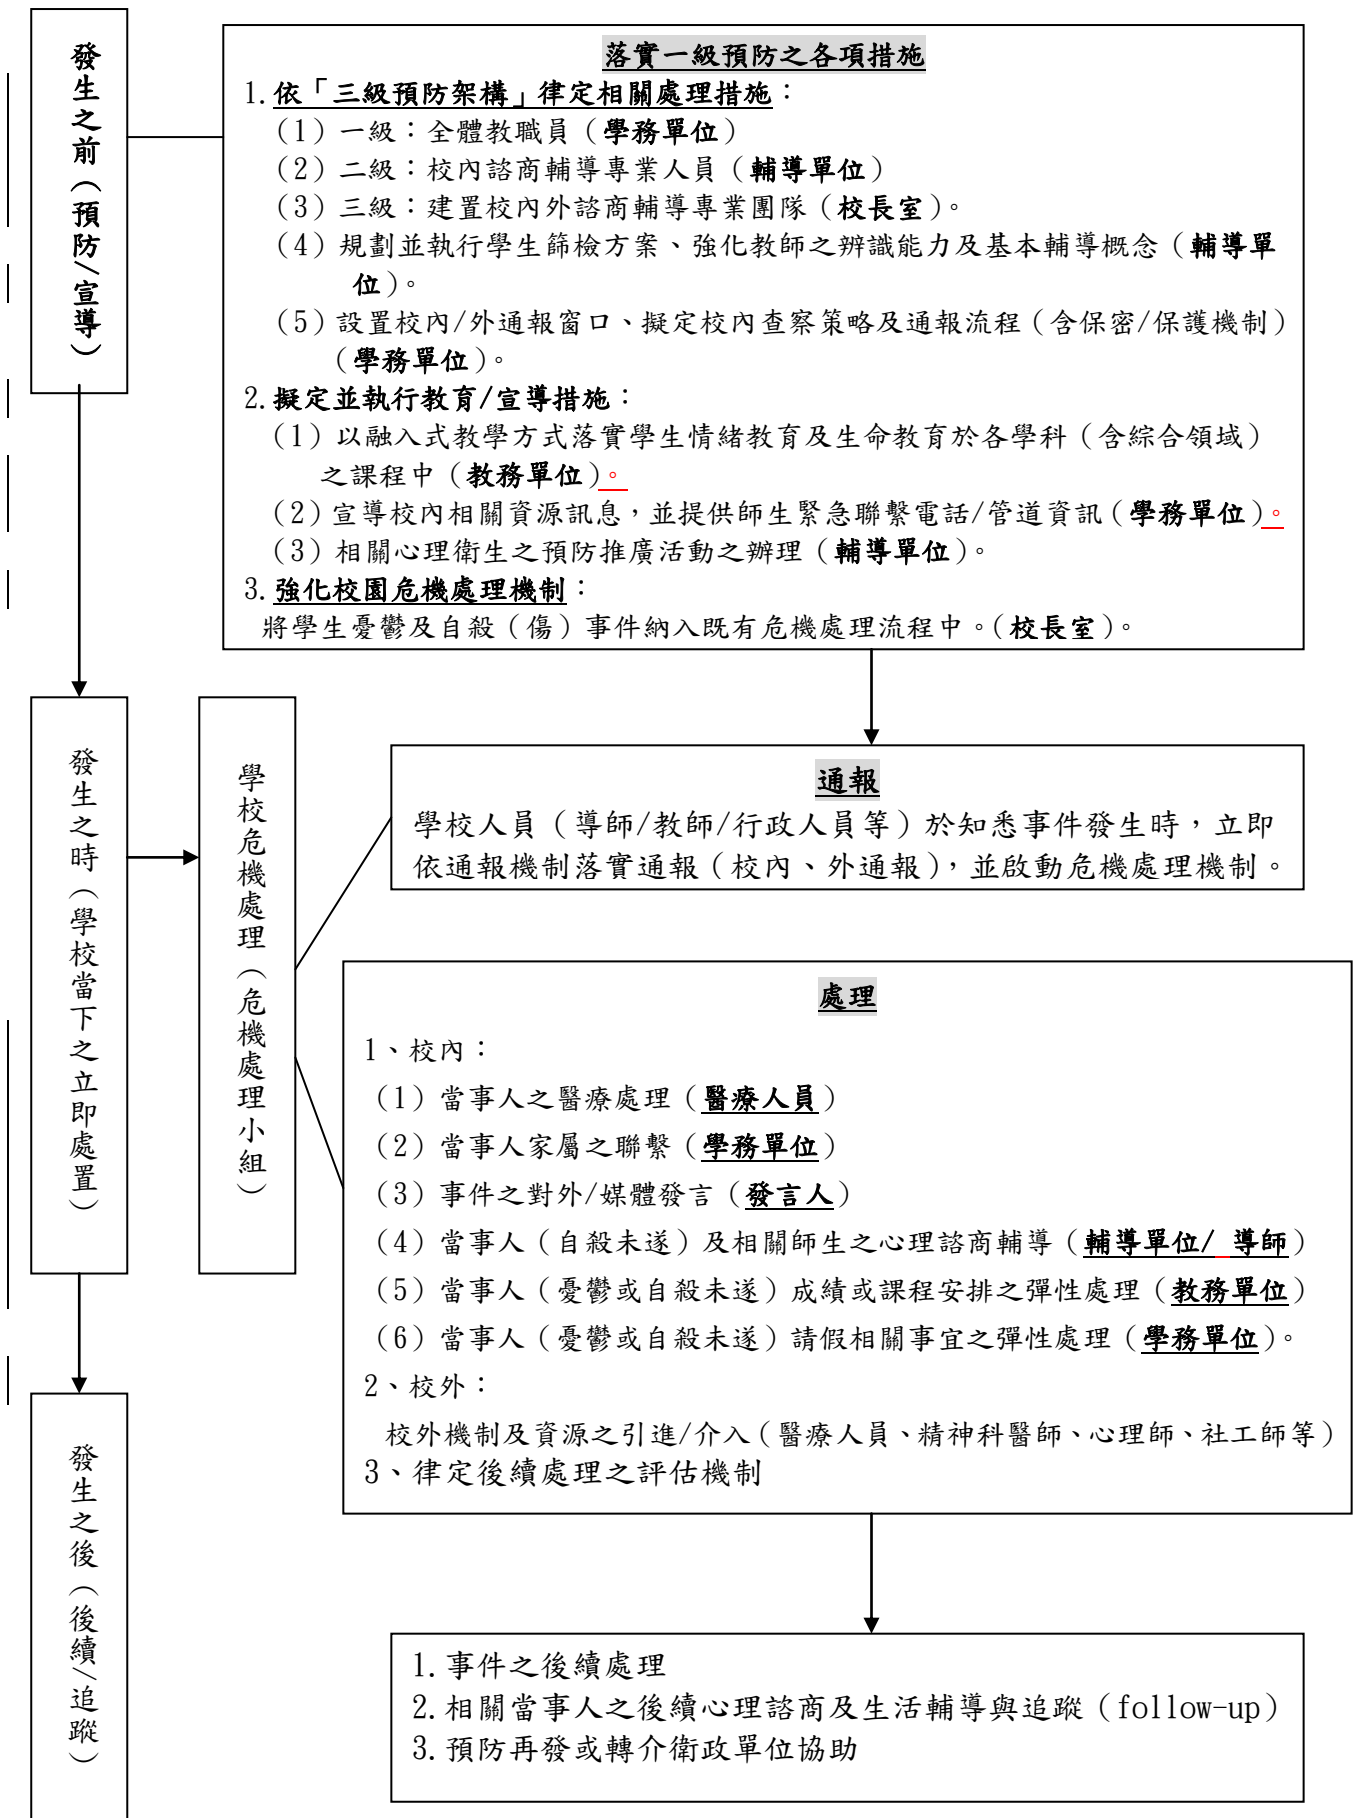 發生之前（預防/宣導）
落實一級預防之各項措施
1.依「三級預防架構」律定相關處理措施：
（1）一級：全體教職員（學務單位）
（2）二級：校內諮商輔導專業人員（輔導單位）
（3）三級：建置校內外諮商輔導專業團隊（校長室）。
（4）規劃並執行學生篩檢方案、強化教師之辨識能力及基本輔導概念（輔導單
位）。
（5）設置校內/外通報窗口、擬定校內查察策略及通報流程（含保密/保護機制）
（學務單位）。
2.擬定並執行教育/宣導措施：
（1）以融入式教學方式落實學生情緒教育及生命教育於各學科（含綜合領域）
之課程中（教務單位）。
（2）宣導校內相關資源訊息，並提供師生緊急聯繫電話/管道資訊（學務單位）。
（3）相關心理衛生之預防推廣活動之辦理（輔導單位）。
3.強化校園危機處理機制：
將學生憂鬱及自殺（傷）事件納入既有危機處理流程中。（校長室）。
發生之時（學校當下之立即處置）
學校危機處理（危機處理小組）
通報
學校人員（導師/教師/行政人員等）於知悉事件發生時，立即
依通報機制落實通報（校內、外通報），並啟動危機處理機制。
處理
1、校內：
（1）當事人之醫療處理（醫療人員）
（2）當事人家屬之聯繫（學務單位）
（3）事件之對外/媒體發言（發言人）
（4）當事人（自殺未遂）及相關師生之心理諮商輔導（輔導單位/ 導師）
（5）當事人（憂鬱或自殺未遂）成績或課程安排之彈性處理（教務單位）
（6）當事人（憂鬱或自殺未遂）請假相關事宜之彈性處理（學務單位）。
2、校外：
校外機制及資源之引進/介入（醫療人員、精神科醫師、心理師、社工師等）
3、律定後續處理之評估機制
發生之後（後續/追蹤）
1.事件之後續處理
2.相關當事人之後續心理諮商及生活輔導與追蹤（follow-up）
3.預防再發或轉介衛政單位協助